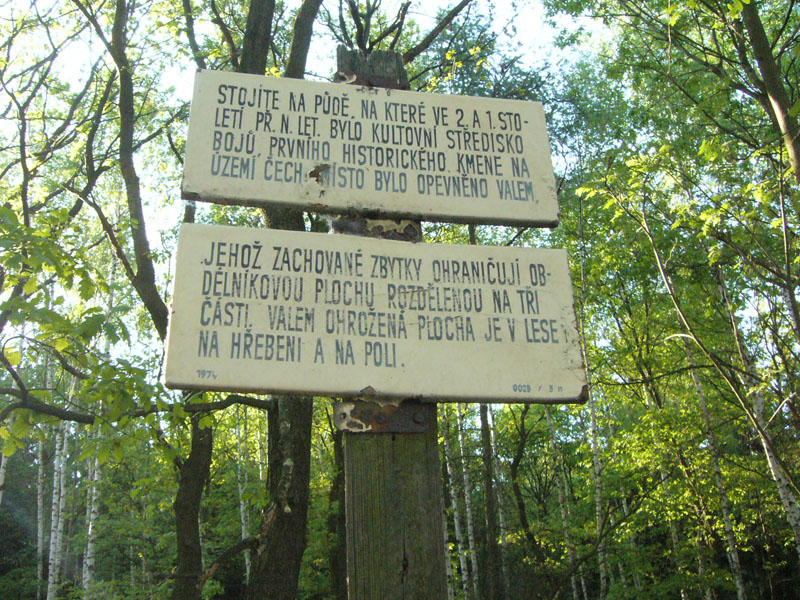 STOJÍTE NA PŮDĚ, NA KTERÉ VE 2. A 1. STO-
LETÍ PŘ. N. LET. BYLO KULTOVNÍ STŘEDISKO
BOJŮ, PRVNÍHO HISTORICKÉHO KMENE NA
ÚZEMÍ ČECH. MÍSTO BYLO OPEVNĚNO VALEM,
JEHOŽ ZACHOVANÉ ZBYTKY OHRANIČUJÍ OB-
DÉLNÍKOVOU PLOCHU ROZDĚLENOU NA TŘI
ČÁSTI. VALEM OHROŽENÁ PLOCHA JE V LESE
NA HŘEBENI A NA POLI.
1974